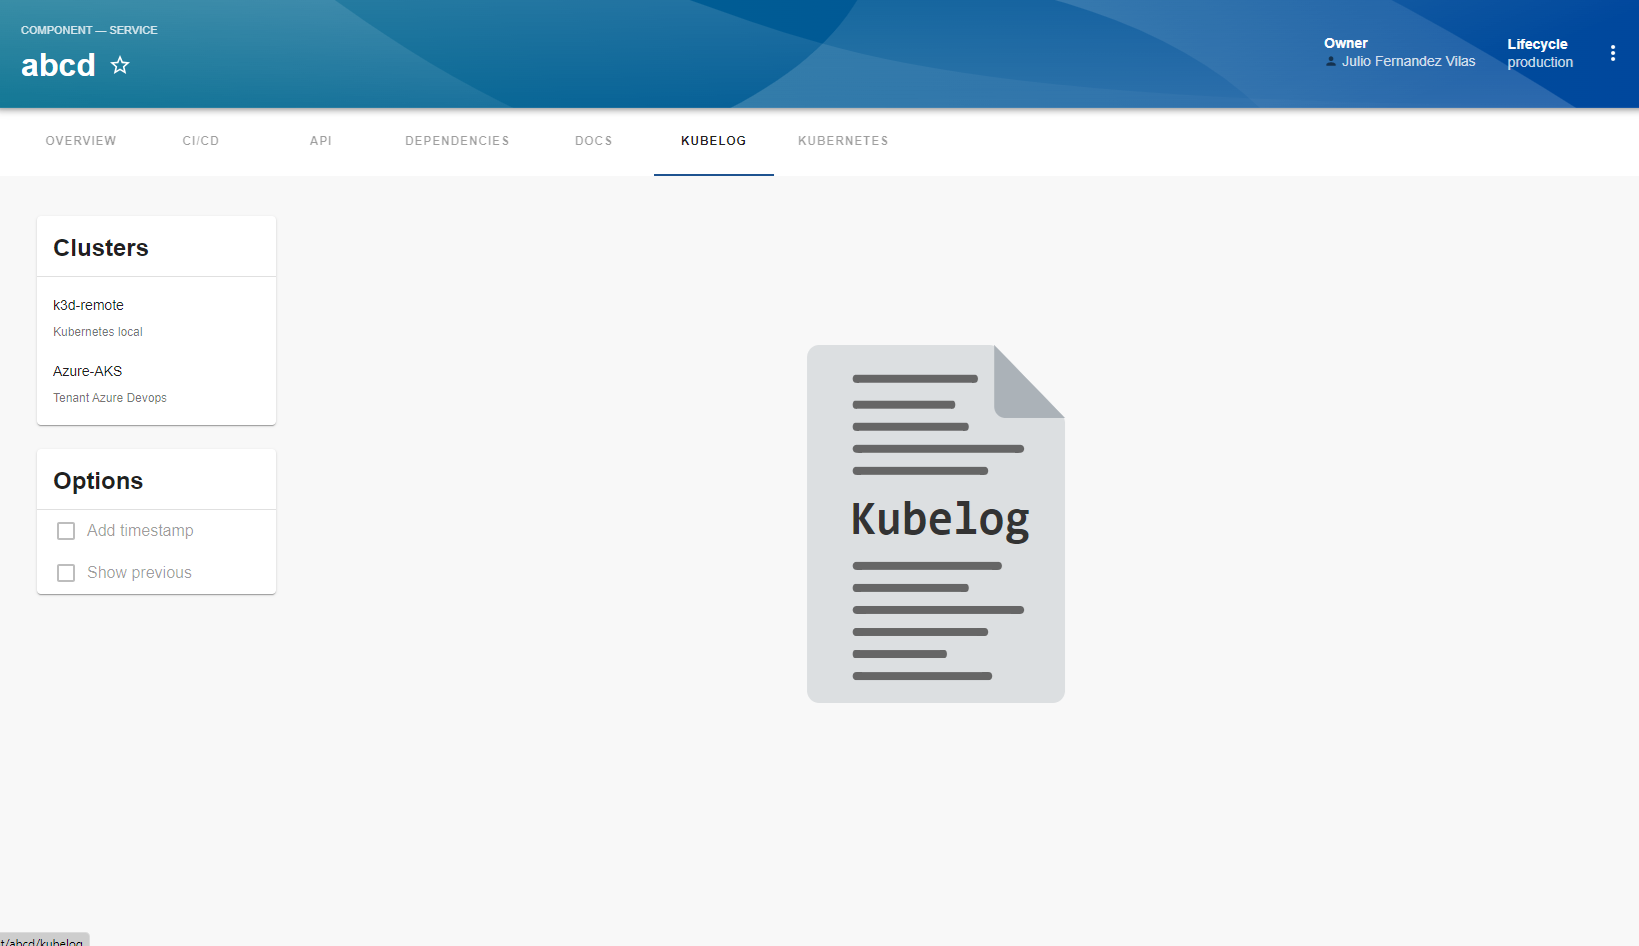 COMPONENT — SERVICE
abcd
Owner
Julio Fernandez Vilas
Lifecycle
production
OVERVIEW
CI/CD
API
DEPENDENCIES
DOCS
KUBELOG
KUBERNETES
Clusters
k3d-remote
Kubernetes local
Azure-AKS
Tenant Azure Devops
Options
Add timestamp
Show previous
Kubelog
t/abcd/kubelog